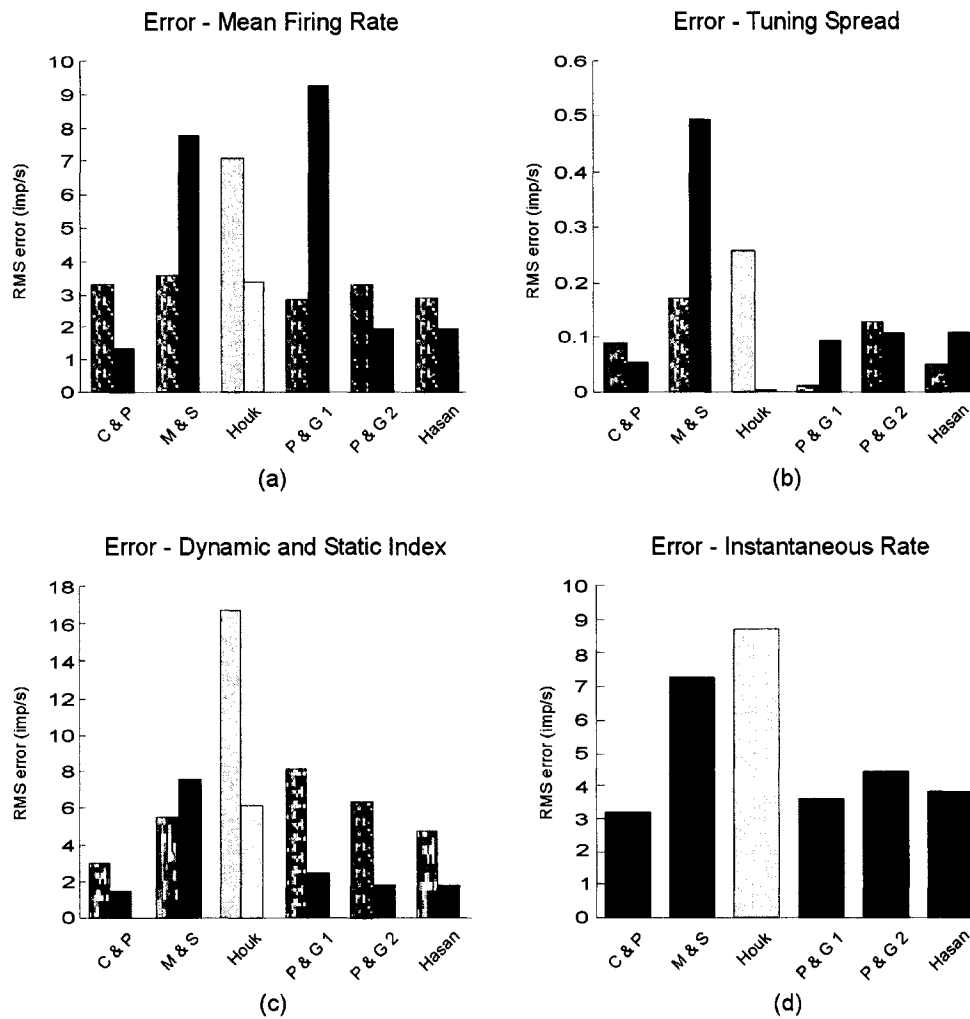 Error - Mean Firing Rate
RMS error (imp/s)
10
9
8
7
6
5
4
3
2
1
0
C & P
M & S
Houk
P & G 1
P & G 2
Hasan
(a)
Error - Tuning Spread
RMS error (imp/s)
0.6
0.5
0.4
0.3
0.2
0.1
0
C & P
M & S
Houk
P & G 1
P & G 2
Hasan
(b)
Error - Dynamic and Static Index
RMS error (imp/s)
18
16
14
12
10
8
6
4
2
0
C & P
M & S
Houk
P & G 1
P & G 2
Hasan
(c)
Error - Instantaneous Rate
RMS error (imp/s)
10
9
8
7
6
5
4
3
2
1
0
C & P
M & S
Houk
P & G 1
P & G 2
Hasan
(d)